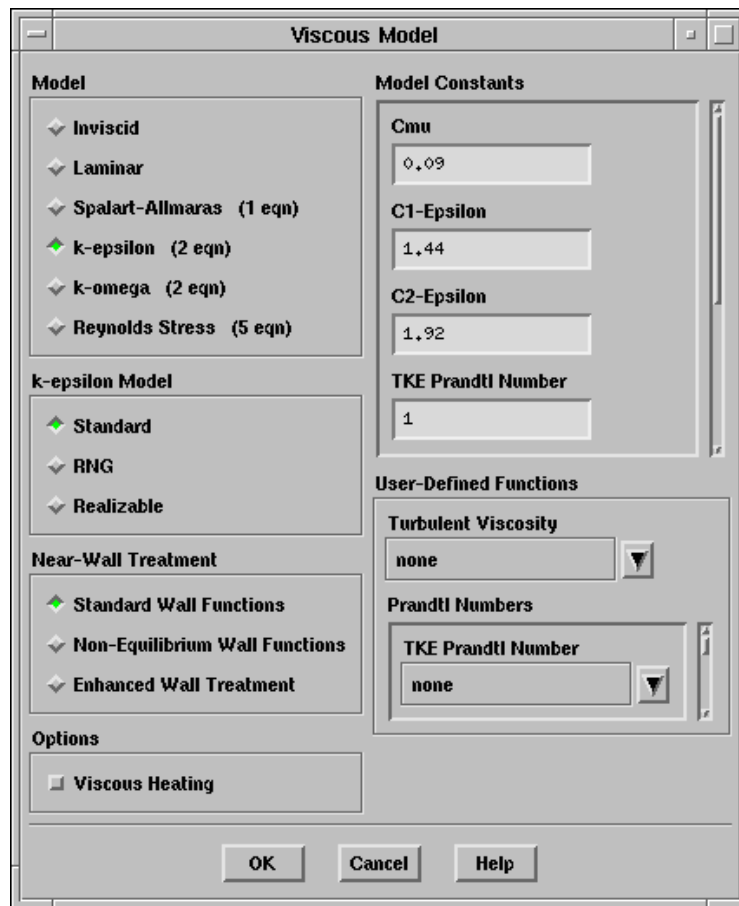 Viscous Model
Model
Inviscid
Laminar
Spalart-Allmaras (1 eqn)
k-epsilon (2 eqn)
k-omega (2 eqn)
Reynolds Stress (5 eqn)
k-epsilon Model
Standard
RNG
Realizable
Near-Wall Treatment
Standard Wall Functions
Non-Equilibrium Wall Functions
Enhanced Wall Treatment
Options
Viscous Heating
Model Constants
Cmu
0.09
C1-Epsilon
1.44
C2-Epsilon
1.92
TKE Prandtl Number
1
User-Defined Functions
Turbulent Viscosity
none
Prandtl Numbers
TKE Prandtl Number
none
OK
Cancel
Help